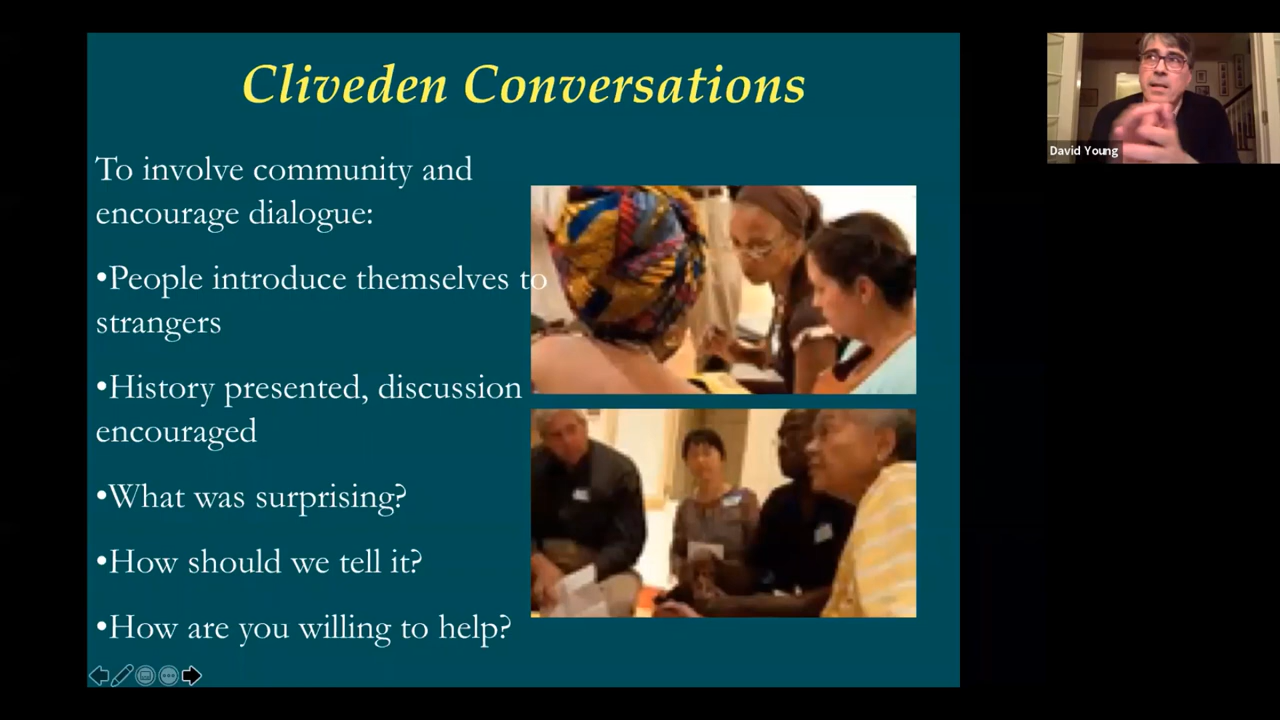 Cliveden Conversations
To involve community and
encourage dialogue:
•People introduce themselves to
strangers
•History presented, discussion
encouraged
•What was surprising?
•How should we tell it?
•How are you willing to help?
David Young